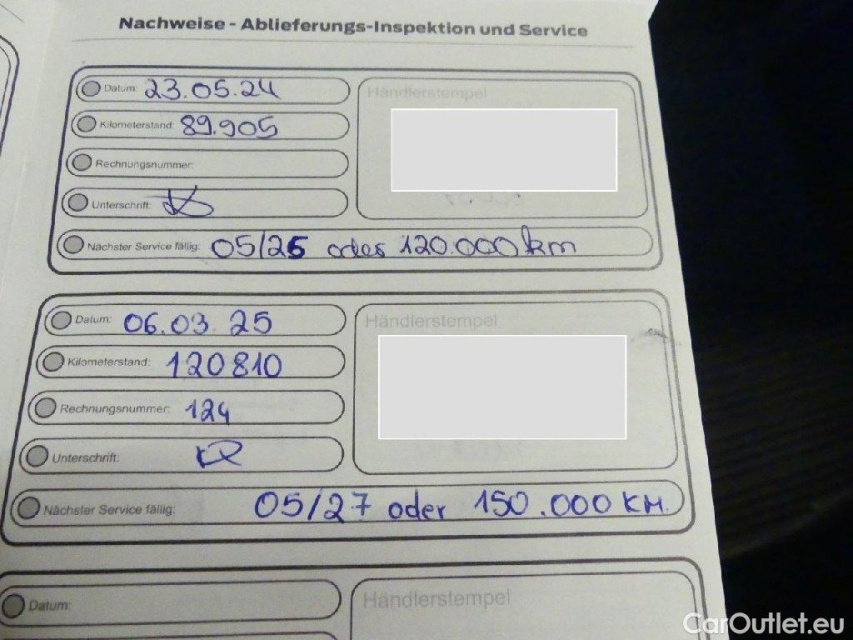 Nachweise - Ablieferungs-Inspektion und Service
Datum: 23.05.24
Händlerstempel
Kilometerstand: 89.905
Rechnungsnummer:
Unterschrift:
Nächster Service fällig: 05/26 oder 120.000 km
Datum: 06.03.25
Händlerstempel
Kilometerstand: 120810
Rechnungsnummer: 124
Unterschrift:
Nächster Service fällig: 05/27 oder 150.000 KM.
Datum:
Händlerstempel
CarOutlet.eu